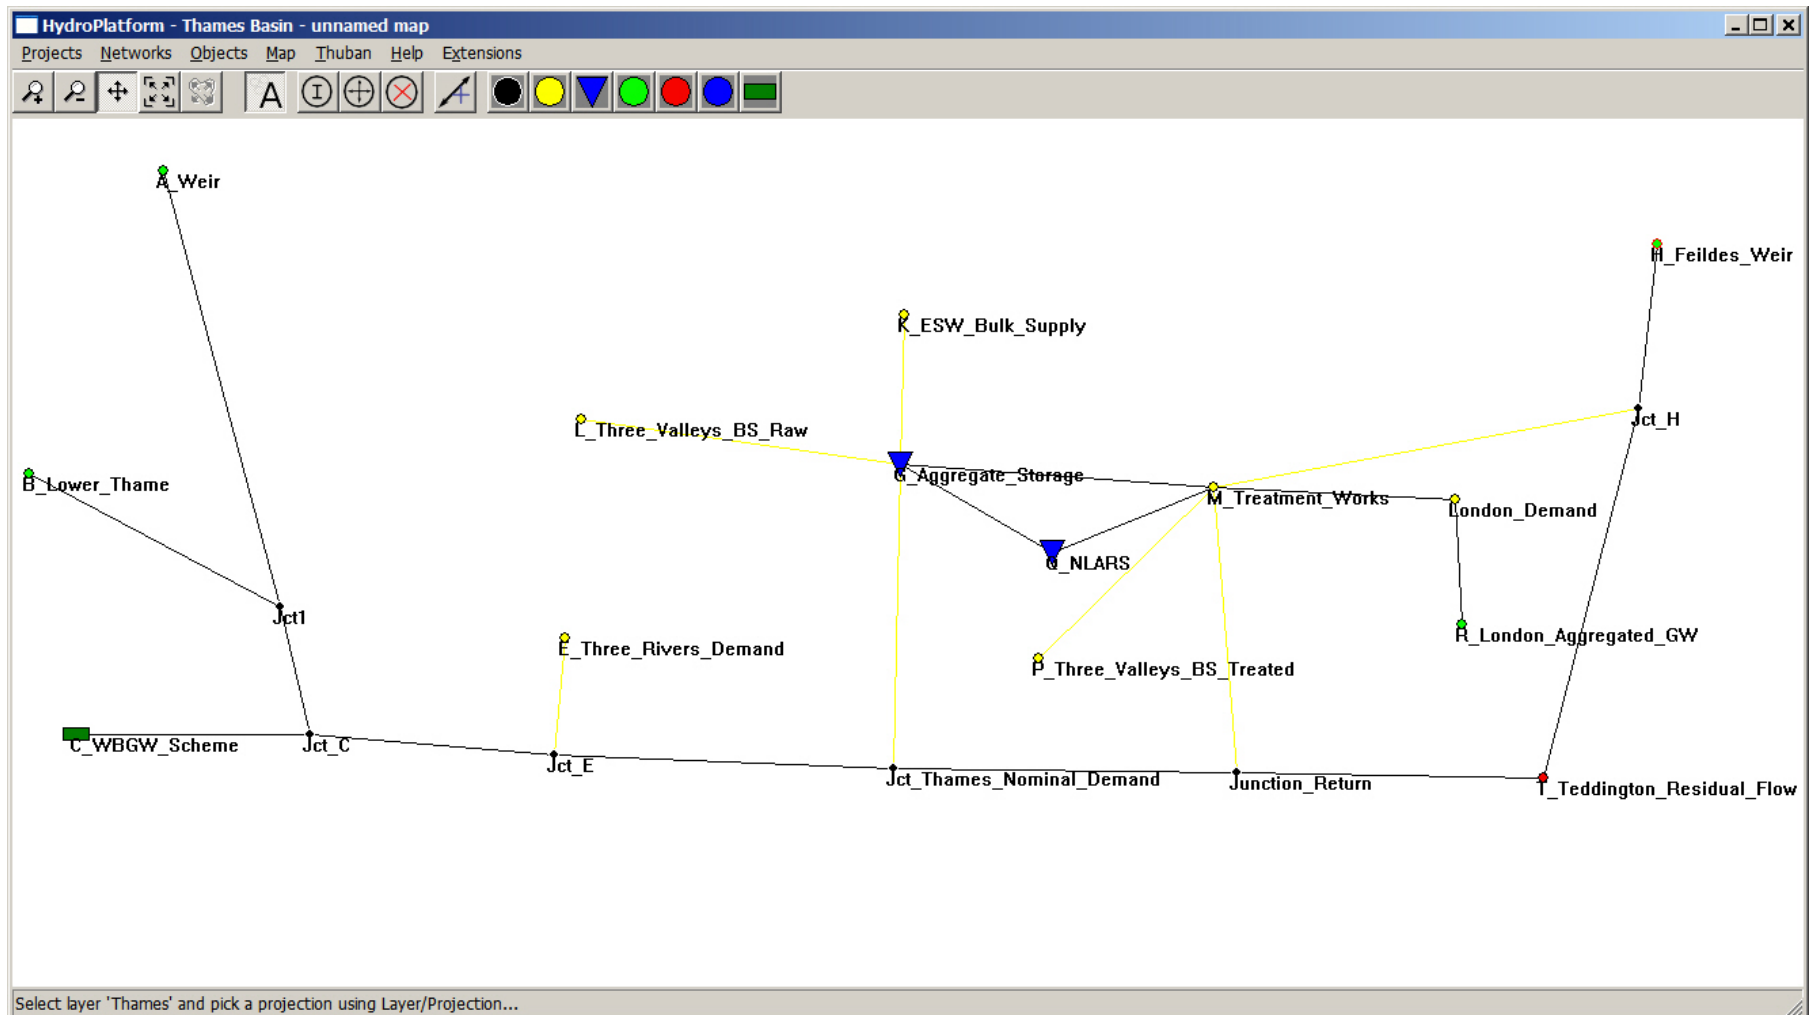 HydroPlatform - Thames Basin - unnamed map
Projects Networks Objects Map Thuban Help Extensions
A
A_Weir
H_Feildes_Weir
K_ESW_Bulk_Supply
Jct_H
L_Three_Valleys_BS_Raw
G_Aggregate_Storage
B_Lower_Thame
M_Treatment_Works
London_Demand
Q_NLARS
Jct1
R_London_Aggregated_GW
E_Three_Rivers_Demand
P_Three_Valleys_BS_Treated
C_WBGW_Scheme
Jct_C
Jct_E
Jct_Thames_Nominal_Demand
Junction_Return
T_Teddington_Residual_Flow
Select layer 'Thames' and pick a projection using Layer/Projection...